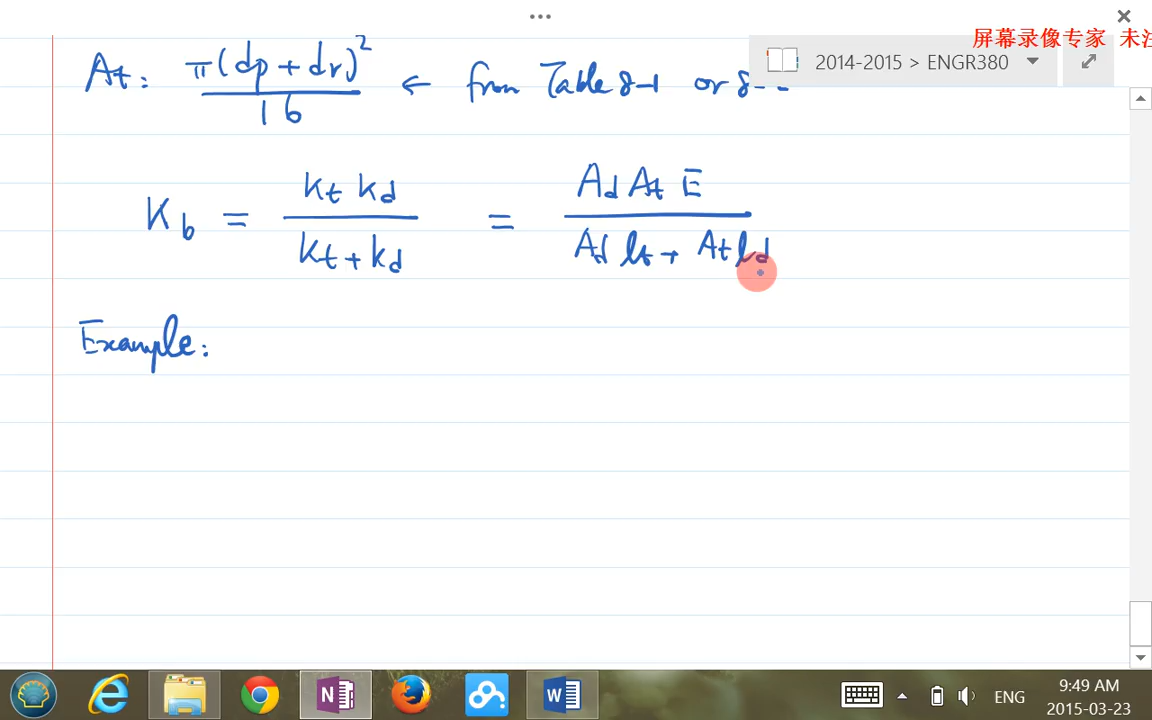 屏幕录像专家 未
2014-2015 > ENGR380
At: π(dp + dr)² / 16 ← from Table 8-1 or 8-
Kb = kt kd / kt + kd = Ad At E / Ad lt + At ld
Example:
ENG
9:49 AM
2015-03-23